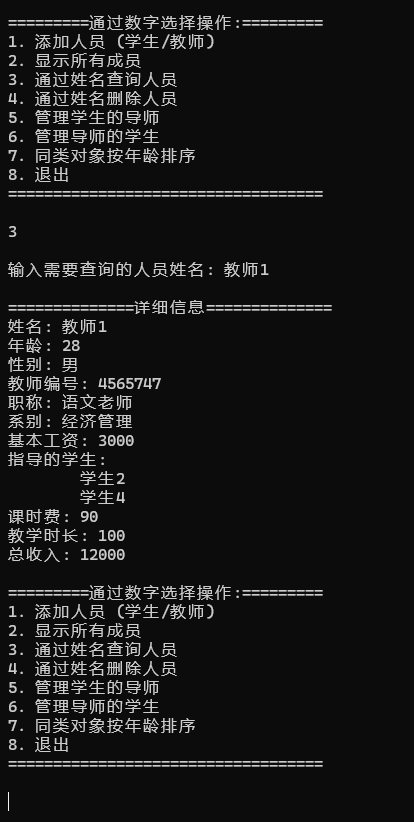 =========通过数字选择操作:=========
1. 添加人员 (学生/教师)
2. 显示所有成员
3. 通过姓名查询人员
4. 通过姓名删除人员
5. 管理学生的导师
6. 管理导师的学生
7. 同类对象按年龄排序
8. 退出
===================================
3
输入需要查询的人员姓名: 教师1
==============详细信息==============
姓名: 教师1
年龄: 28
性别: 男
教师编号: 4565747
职称: 语文老师
系别: 经济管理
基本工资: 3000
指导的学生:
学生2
学生4
课时费: 90
教学时长: 100
总收入: 12000
=========通过数字选择操作:=========
1. 添加人员 (学生/教师)
2. 显示所有成员
3. 通过姓名查询人员
4. 通过姓名删除人员
5. 管理学生的导师
6. 管理导师的学生
7. 同类对象按年龄排序
8. 退出
===================================